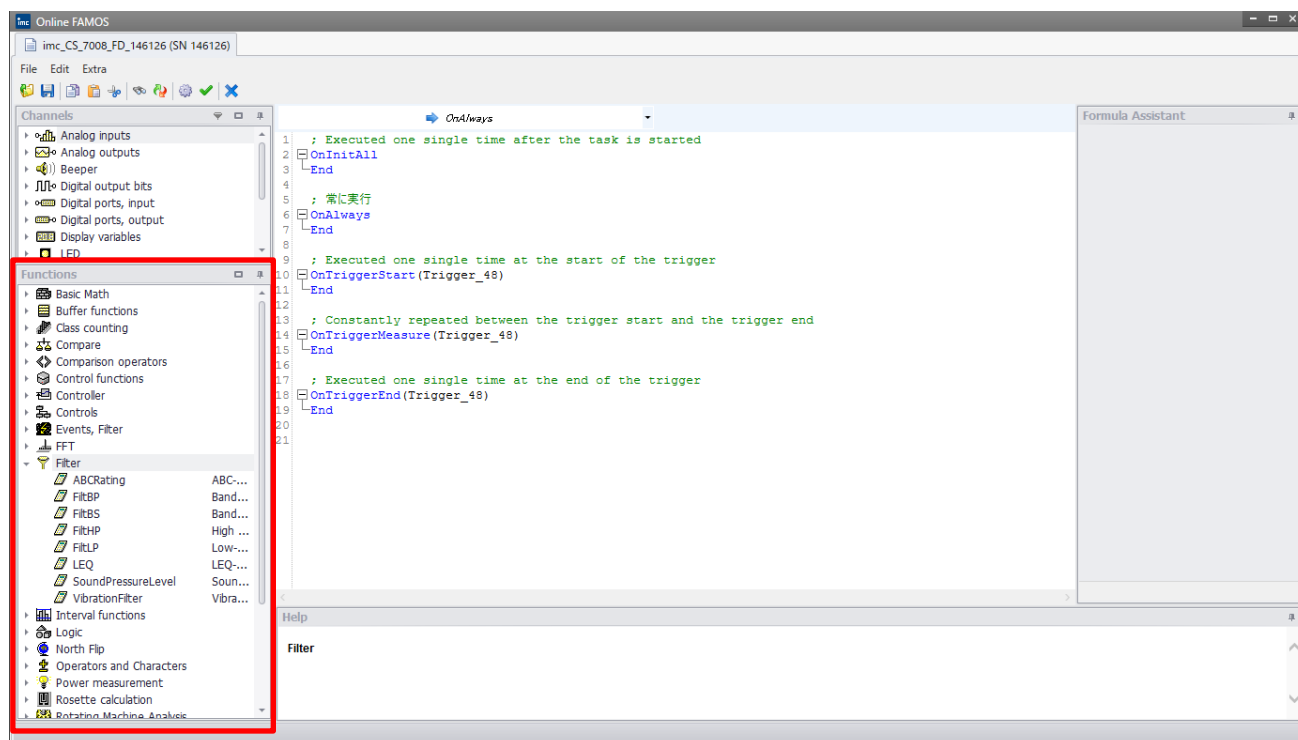 imc Online FAMOS
imc_CS_7008_FD_146126 (SN 146126)
File Edit Extra
Channels
Analog inputs
Analog outputs
Beeper
Digital output bits
Digital ports, input
Digital ports, output
Display variables
LED
Functions
Basic Math
Buffer functions
Class counting
Compare
Comparison operators
Control functions
Controller
Controls
Events, Filter
FFT
Filter
ABCRating ABC-...
FiltBP Band...
FiltBS Band...
FiltHP High ...
FiltLP Low-...
LEQ LEQ-...
SoundPressureLevel Soun...
VibrationFilter Vibra...
Interval functions
Logic
North Flip
Operators and Characters
Power measurement
Rosette calculation
Rotating Machine Analysis
OnAlways
1 ; Executed one single time after the task is started
2 OnInitAll
3 End
4
5 ; 常に実行
6 OnAlways
7 End
8
9 ; Executed one single time at the start of the trigger
10 OnTriggerStart(Trigger_48)
11 End
12
13 ; Constantly repeated between the trigger start and the trigger end
14 OnTriggerMeasure(Trigger_48)
15 End
16
17 ; Executed one single time at the end of the trigger
18 OnTriggerEnd(Trigger_48)
19 End
20
21
Formula Assistant
Help
Filter